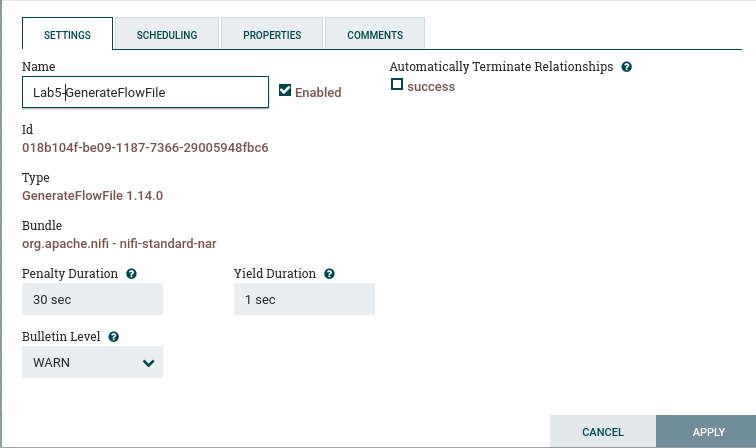 SETTINGS SCHEDULING PROPERTIES COMMENTS
Name
Lab5-GenerateFlowFile
Enabled
Automatically Terminate Relationships
success
Id
018b104f-be09-1187-7366-29005948fbc6
Type
GenerateFlowFile 1.14.0
Bundle
org.apache.nifi - nifi-standard-nar
Penalty Duration Yield Duration
30 sec 1 sec
Bulletin Level
WARN
CANCEL APPLY